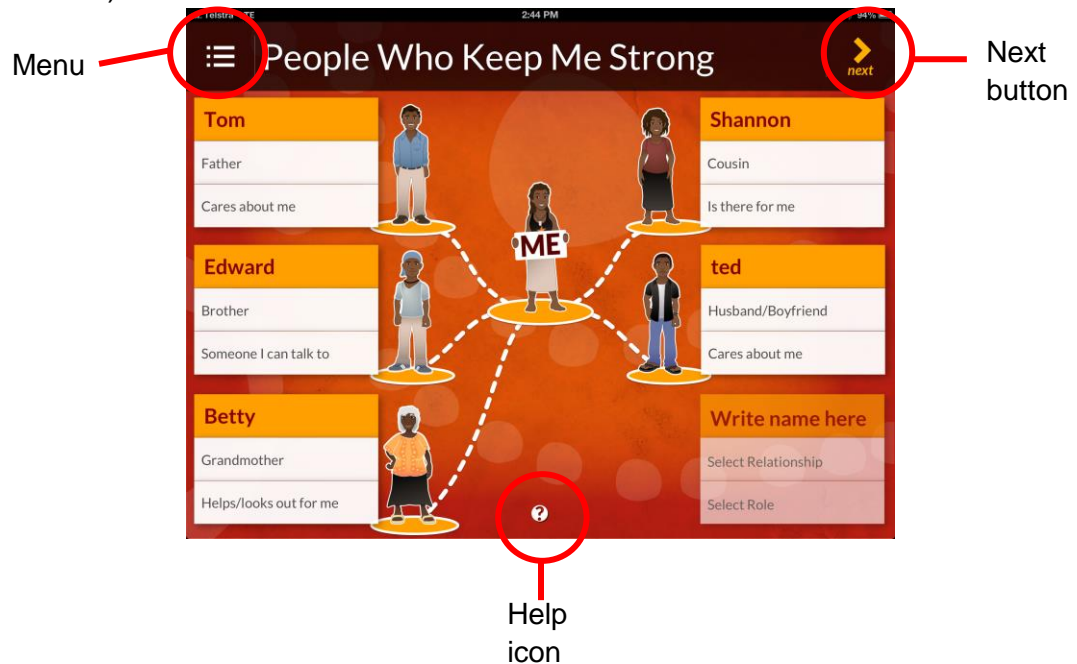 Telstra
2:44 PM
94%
Menu
People Who Keep Me Strong
next
Next
button
Tom
Father
Cares about me
Shannon
Cousin
Is there for me
ME
Edward
Brother
Someone I can talk to
ted
Husband/Boyfriend
Cares about me
Betty
Grandmother
Helps/looks out for me
Write name here
Select Relationship
Select Role
?
Help
icon